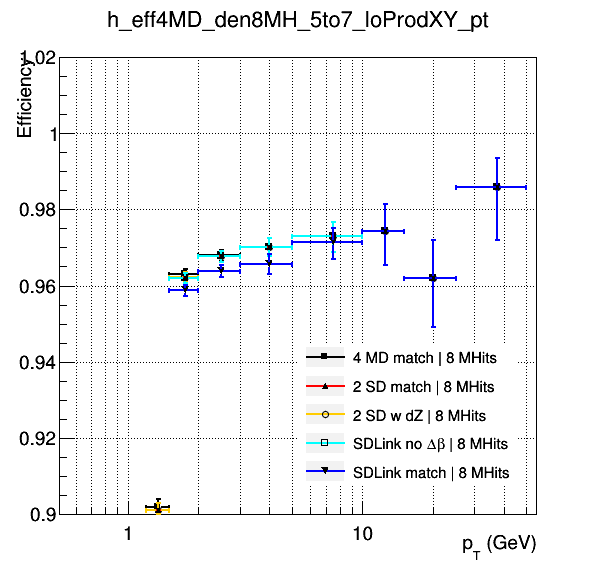 h_eff4MD_den8MH_5to7_loProdXY_pt
Efficiency
1.02
1
0.98
0.96
0.94
0.92
0.9
4 MD match | 8 MHits
2 SD match | 8 MHits
2 SD w dZ | 8 MHits
SDLink no Δβ | 8 MHits
SDLink match | 8 MHits
1
10
p_T (GeV)